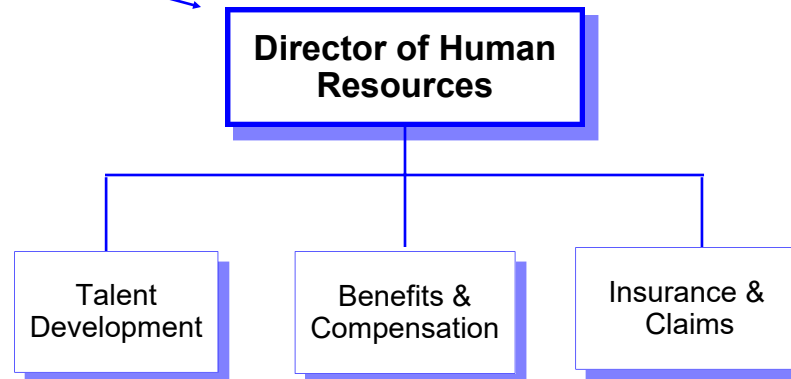 Director of Human
Resources
Talent
Development
Benefits &
Compensation
Insurance &
Claims